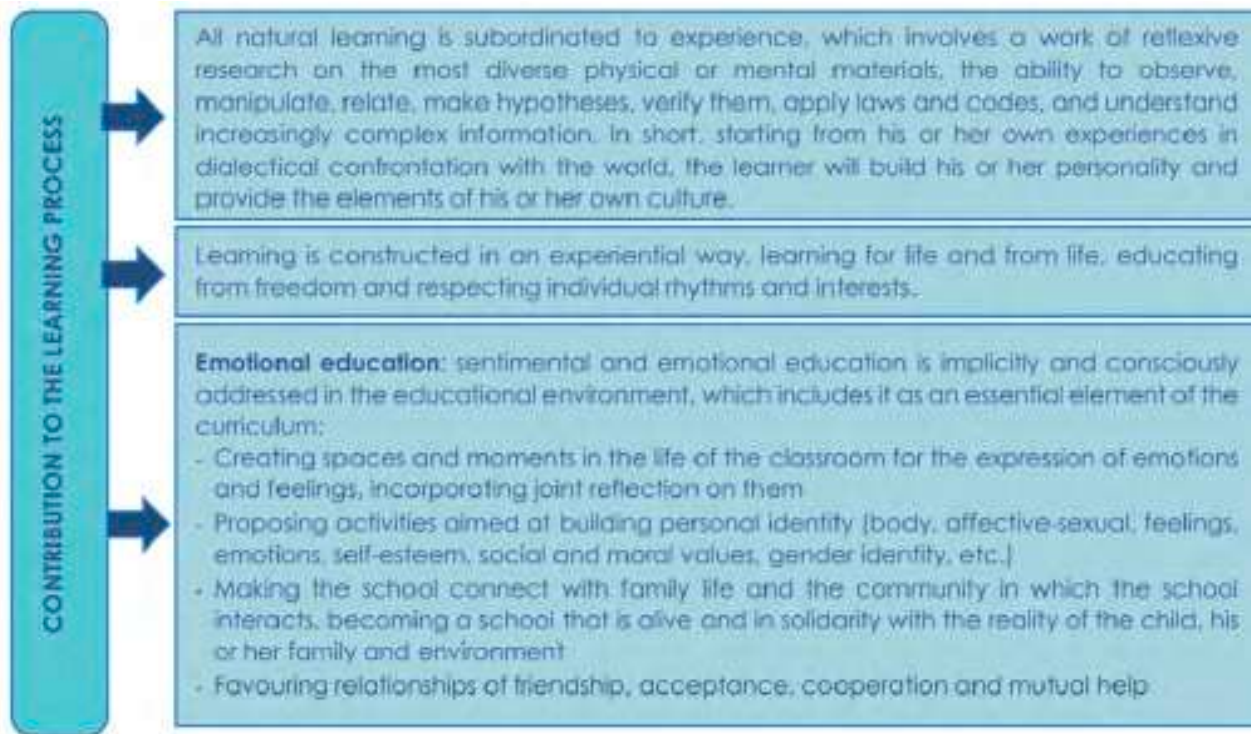 CONTRIBUTION TO THE LEARNING PROCESS
All natural learning is subordinated to experience, which involves a work of reflexive
research on the most diverse physical or mental materials, the ability to observe,
manipulate, relate, make hypotheses, verify them, apply laws and codes, and understand
increasingly complex information. In short, starting from his or her own experiences in
dialectical confrontation with the world, the learner will build his or her personality and
provide the elements of his or her own culture.
Learning is constructed in an experiential way, learning for life and from life, educating
from freedom and respecting individual rhythms and interests.
Emotional education: sentimental and emotional education is implicitly and consciously
addressed in the educational environment, which includes it as an essential element of the
curriculum:
- Creating spaces and moments in the life of the classroom for the expression of emotions
and feelings, incorporating joint reflection on them
- Proposing activities aimed at building personal identity (body, affective-sexual, feelings,
emotions, self-esteem, social and moral values, gender identity, etc.)
- Making the school connect with family life and the community in which the school
interacts, becoming a school that is alive and in solidarity with the reality of the child, his
or her family and environment
- Favouring relationships of friendship, acceptance, cooperation and mutual help